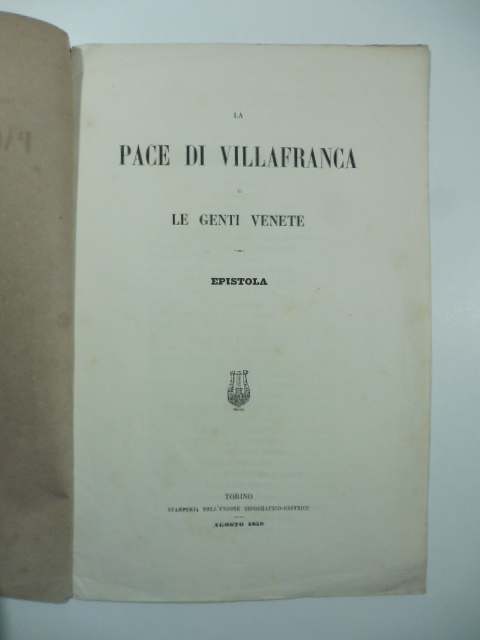 LA
PACE DI VILLAFRANCA
E
LE GENTI VENETE
EPISTOLA
TORINO
STAMPERIA DELL'UNIONE TIPOGRAFICO-EDITRICE
AGOSTO 1859